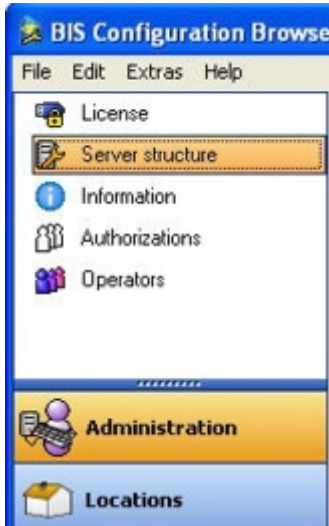 BIS Configuration Browse
File Edit Extras Help
License
Server structure
Information
Authorizations
Operators
Administration
Locations